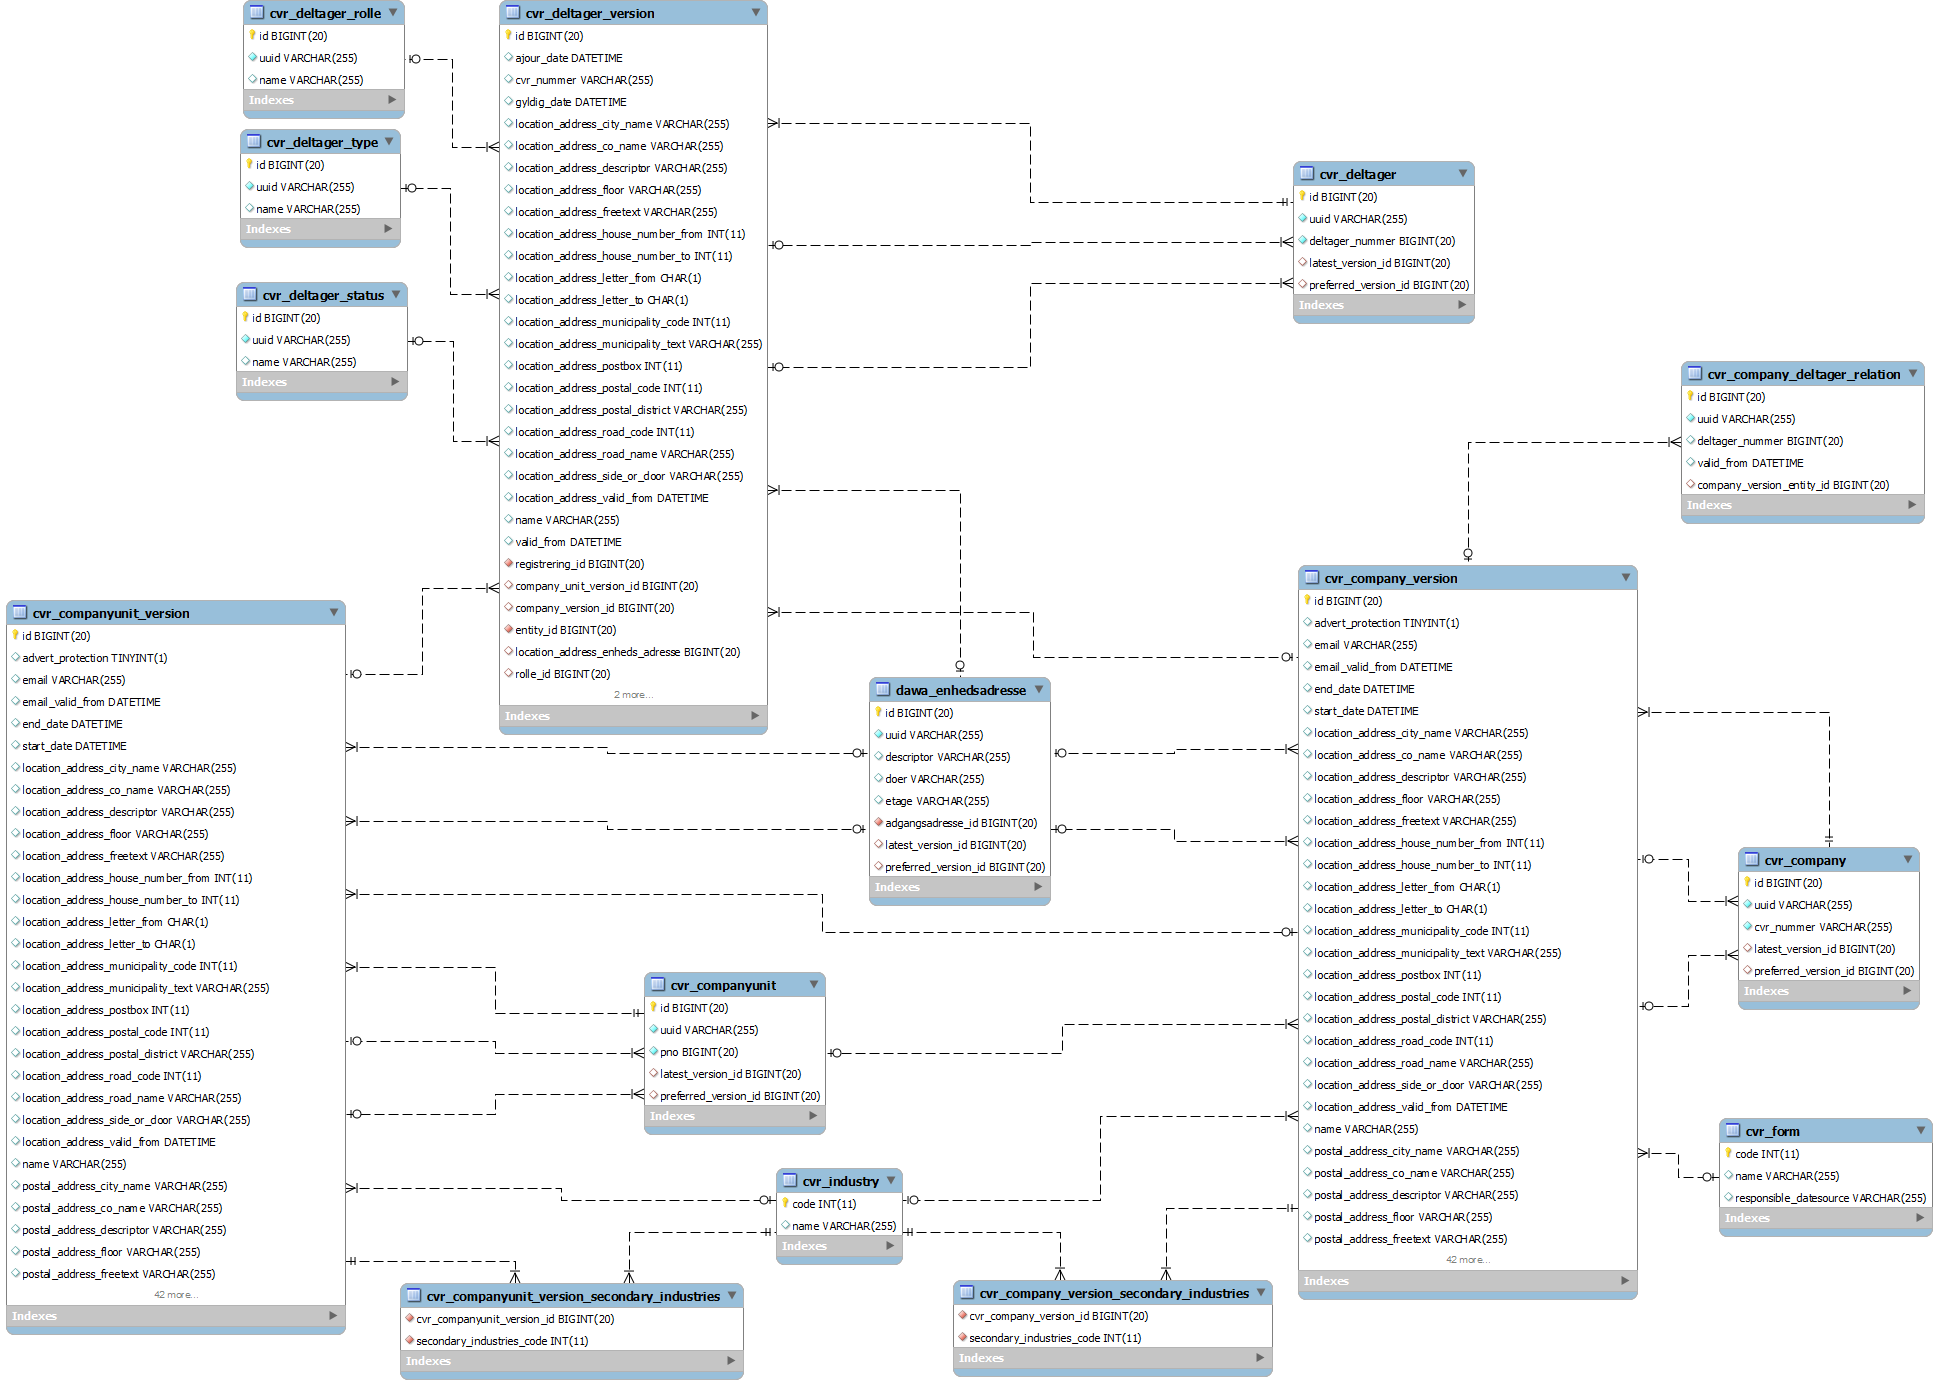 cvr_deltager_rolle
id BIGINT(20)
uuid VARCHAR(255)
name VARCHAR(255)
Indexes
cvr_deltager_type
id BIGINT(20)
uuid VARCHAR(255)
name VARCHAR(255)
Indexes
cvr_deltager_status
id BIGINT(20)
uuid VARCHAR(255)
name VARCHAR(255)
Indexes
cvr_deltager_version
id BIGINT(20)
ajour_date DATETIME
cvr_nummer VARCHAR(255)
gyldig_date DATETIME
location_address_city_name VARCHAR(255)
location_address_co_name VARCHAR(255)
location_address_descriptor VARCHAR(255)
location_address_floor VARCHAR(255)
location_address_freetext VARCHAR(255)
location_address_house_number_from INT(11)
location_address_house_number_to INT(11)
location_address_letter_from CHAR(1)
location_address_letter_to CHAR(1)
location_address_municipality_code INT(11)
location_address_municipality_text VARCHAR(255)
location_address_postbox INT(11)
location_address_postal_code INT(11)
location_address_postal_district VARCHAR(255)
location_address_road_code INT(11)
location_address_road_name VARCHAR(255)
location_address_side_or_door VARCHAR(255)
location_address_valid_from DATETIME
name VARCHAR(255)
valid_from DATETIME
registrering_id BIGINT(20)
company_unit_version_id BIGINT(20)
company_version_id BIGINT(20)
entity_id BIGINT(20)
location_address_enheds_adresse BIGINT(20)
rolle_id BIGINT(20)
2 more...
Indexes
cvr_deltager
id BIGINT(20)
uuid VARCHAR(255)
deltager_nummer BIGINT(20)
latest_version_id BIGINT(20)
preferred_version_id BIGINT(20)
Indexes
cvr_company_deltager_relation
id BIGINT(20)
uuid VARCHAR(255)
deltager_nummer BIGINT(20)
valid_from DATETIME
company_version_entity_id BIGINT(20)
Indexes
cvr_companyunit_version
id BIGINT(20)
advert_protection TINYINT(1)
email VARCHAR(255)
email_valid_from DATETIME
end_date DATETIME
start_date DATETIME
location_address_city_name VARCHAR(255)
location_address_co_name VARCHAR(255)
location_address_descriptor VARCHAR(255)
location_address_floor VARCHAR(255)
location_address_freetext VARCHAR(255)
location_address_house_number_from INT(11)
location_address_house_number_to INT(11)
location_address_letter_from CHAR(1)
location_address_letter_to CHAR(1)
location_address_municipality_code INT(11)
location_address_municipality_text VARCHAR(255)
location_address_postbox INT(11)
location_address_postal_code INT(11)
location_address_postal_district VARCHAR(255)
location_address_road_code INT(11)
location_address_road_name VARCHAR(255)
location_address_side_or_door VARCHAR(255)
location_address_valid_from DATETIME
name VARCHAR(255)
postal_address_city_name VARCHAR(255)
postal_address_co_name VARCHAR(255)
postal_address_descriptor VARCHAR(255)
postal_address_floor VARCHAR(255)
postal_address_freetext VARCHAR(255)
42 more...
Indexes
dawa_enhedsadresse
id BIGINT(20)
uuid VARCHAR(255)
descriptor VARCHAR(255)
doer VARCHAR(255)
etage VARCHAR(255)
adgangsadresse_id BIGINT(20)
latest_version_id BIGINT(20)
preferred_version_id BIGINT(20)
Indexes
cvr_company_version
id BIGINT(20)
advert_protection TINYINT(1)
email VARCHAR(255)
email_valid_from DATETIME
end_date DATETIME
start_date DATETIME
location_address_city_name VARCHAR(255)
location_address_co_name VARCHAR(255)
location_address_descriptor VARCHAR(255)
location_address_floor VARCHAR(255)
location_address_freetext VARCHAR(255)
location_address_house_number_from INT(11)
location_address_house_number_to INT(11)
location_address_letter_from CHAR(1)
location_address_letter_to CHAR(1)
location_address_municipality_code INT(11)
location_address_municipality_text VARCHAR(255)
location_address_postbox INT(11)
location_address_postal_code INT(11)
location_address_postal_district VARCHAR(255)
location_address_road_code INT(11)
location_address_road_name VARCHAR(255)
location_address_side_or_door VARCHAR(255)
location_address_valid_from DATETIME
name VARCHAR(255)
postal_address_city_name VARCHAR(255)
postal_address_co_name VARCHAR(255)
postal_address_descriptor VARCHAR(255)
postal_address_floor VARCHAR(255)
postal_address_freetext VARCHAR(255)
42 more...
Indexes
cvr_company
id BIGINT(20)
uuid VARCHAR(255)
cvr_nummer VARCHAR(255)
latest_version_id BIGINT(20)
preferred_version_id BIGINT(20)
Indexes
cvr_companyunit
id BIGINT(20)
uuid VARCHAR(255)
pno BIGINT(20)
latest_version_id BIGINT(20)
preferred_version_id BIGINT(20)
Indexes
cvr_form
code INT(11)
name VARCHAR(255)
responsible_datesource VARCHAR(255)
Indexes
cvr_industry
code INT(11)
name VARCHAR(255)
Indexes
cvr_companyunit_version_secondary_industries
cvr_companyunit_version_id BIGINT(20)
secondary_industries_code INT(11)
Indexes
cvr_company_version_secondary_industries
cvr_company_version_id BIGINT(20)
secondary_industries_code INT(11)
Indexes